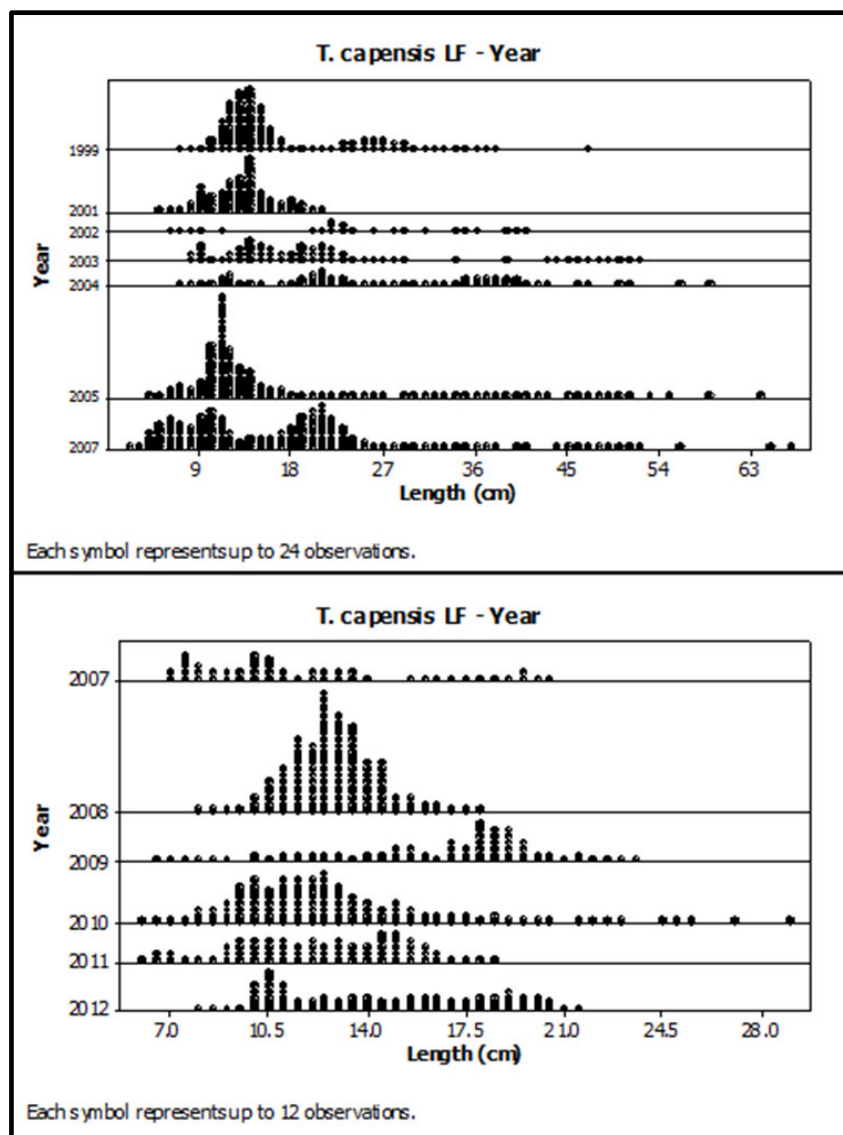 T. capensis LF - Year
Year
1999
2001
2002
2003
2004
2005
2007
9 18 27 36 45 54 63
Length (cm)
Each symbol represents up to 24 observations.
T. capensis LF - Year
Year
2007
2008
2009
2010
2011
2012
7.0 10.5 14.0 17.5 21.0 24.5 28.0
Length (cm)
Each symbol represents up to 12 observations.